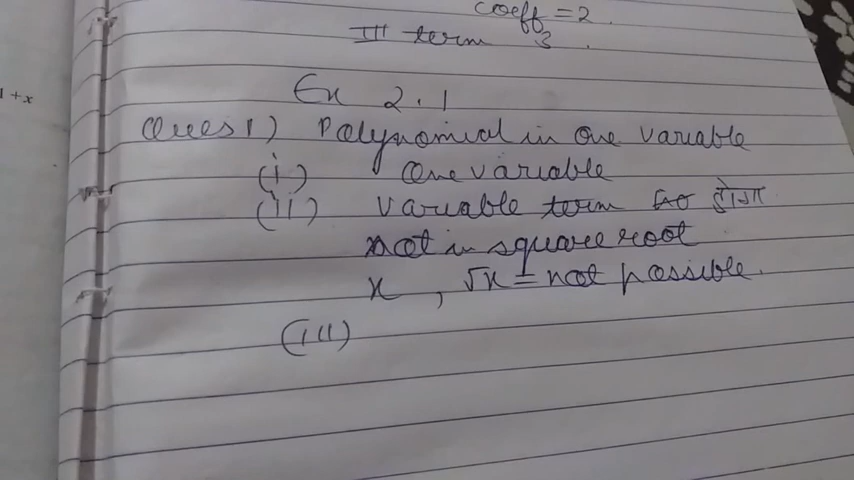 1+x
coeff = 2
III term 3 .
Ex 2.1
Ques 1) Polynomial in one variable
(i) One variable
(ii) variable term होगा
not in square root
x , √x = not possible.
(iii)